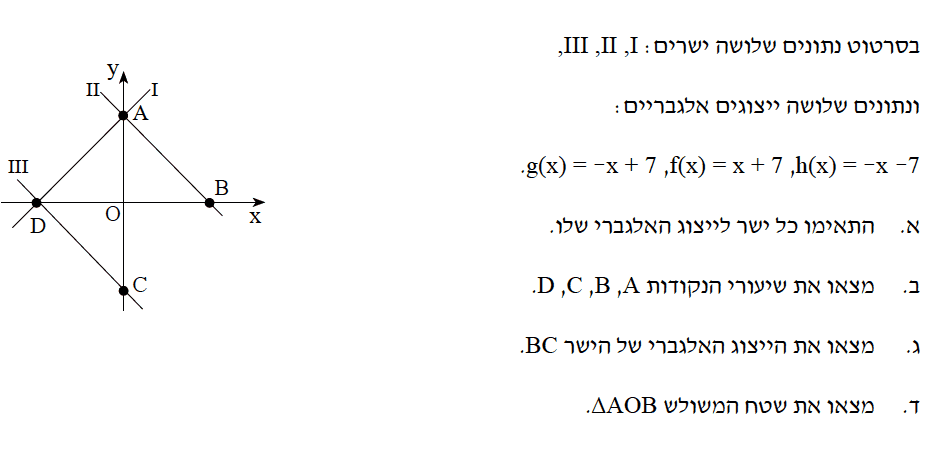 בסרטוט נתונים שלושה ישרים: I, II, III,
ונתונים שלושה ייצוגים אלגבריים:
g(x) = −x + 7 ,f(x) = x + 7 ,h(x) = −x −7.
א. התאימו כל ישר לייצוג האלגברי שלו.
ב. מצאו את שיעורי הנקודות A, B, C, D.
ג. מצאו את הייצוג האלגברי של הישר BC.
ד. מצאו את שטח המשולש ΔAOB.
y
II
I
A
III
B
D
O
x
C